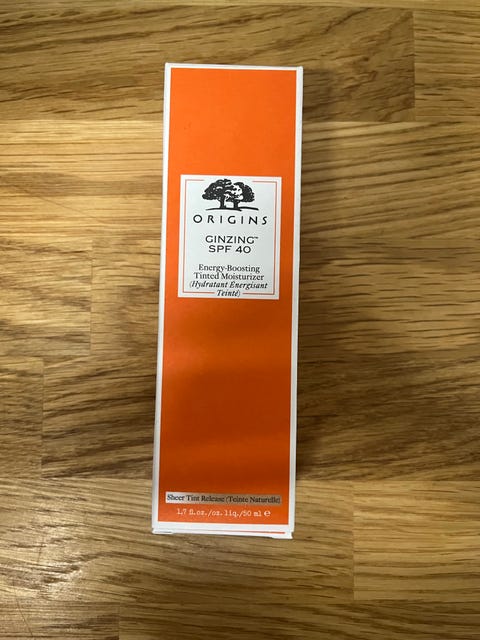 ORIGINS
GINZING™
SPF 40
Energy-Boosting
Tinted Moisturizer
(Hydratant Énergisant
Teinté)
Sheer Tint Release (Teinte Naturelle)
1.7 fl.oz./oz. liq./50 ml ℮